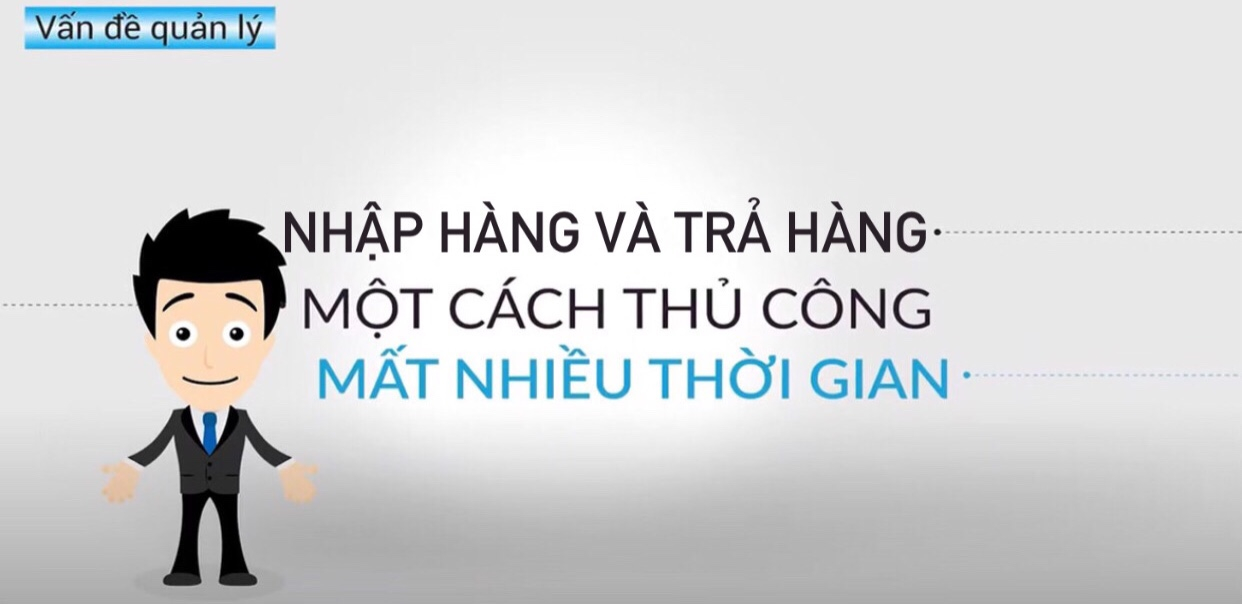 Vấn đề quản lý
NHẬP HÀNG VÀ TRẢ HÀNG
MỘT CÁCH THỦ CÔNG
MẤT NHIỀU THỜI GIAN